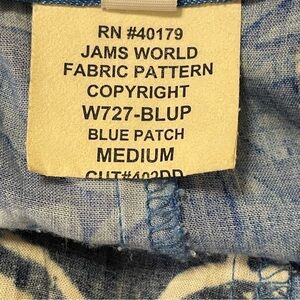 RN #40179
JAMS WORLD
FABRIC PATTERN
COPYRIGHT
W727-BLUP
BLUE PATCH
MEDIUM